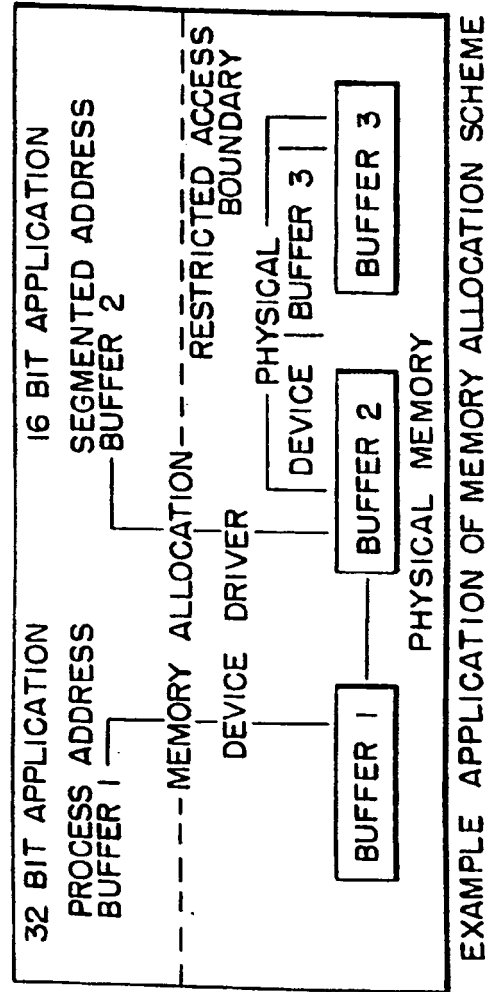 32 BIT APPLICATION
16 BIT APPLICATION
PROCESS ADDRESS
BUFFER 1
SEGMENTED ADDRESS
BUFFER 2
MEMORY ALLOCATION
RESTRICTED ACCESS
BOUNDARY
DEVICE DRIVER
PHYSICAL
DEVICE BUFFER 3
BUFFER 1
BUFFER 2
BUFFER 3
PHYSICAL MEMORY
EXAMPLE APPLICATION OF MEMORY ALLOCATION SCHEME